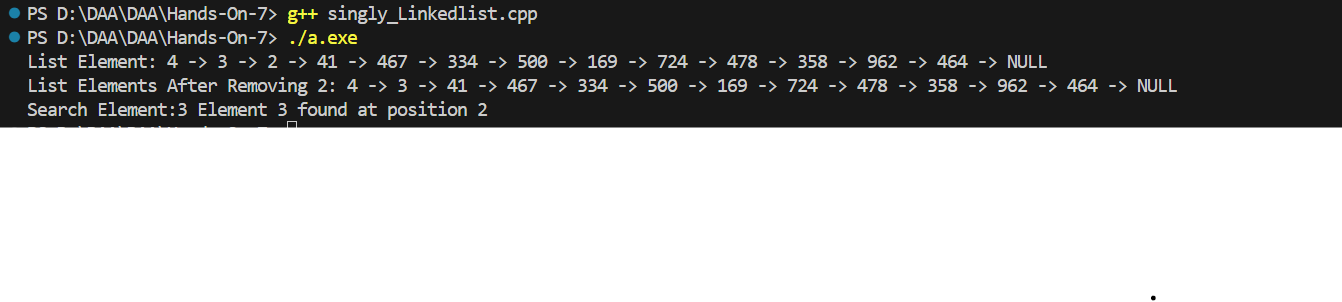 PS D:\DAA\DAA\Hands-On-7> g++ singly_Linkedlist.cpp
PS D:\DAA\DAA\Hands-On-7> ./a.exe
List Element: 4 -> 3 -> 2 -> 41 -> 467 -> 334 -> 500 -> 169 -> 724 -> 478 -> 358 -> 962 -> 464 -> NULL
List Elements After Removing 2: 4 -> 3 -> 41 -> 467 -> 334 -> 500 -> 169 -> 724 -> 478 -> 358 -> 962 -> 464 -> NULL
Search Element:3 Element 3 found at position 2